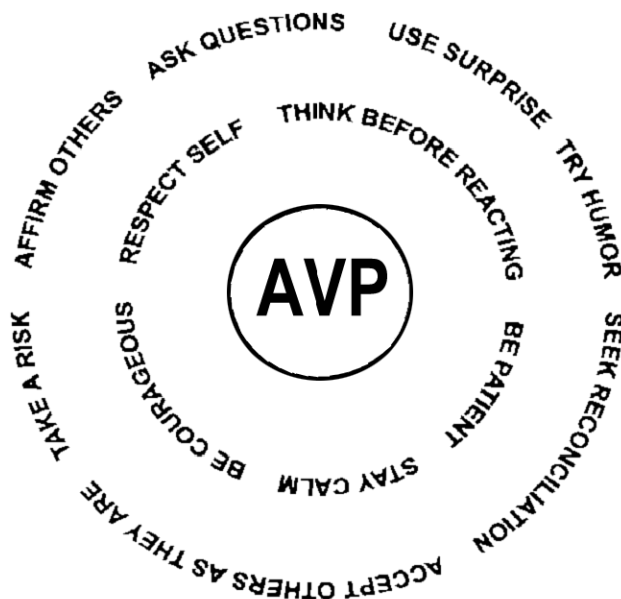 ASK QUESTIONS
USE SURPRISE
TRY HUMOR
SEEK RECONCILIATION
ACCEPT OTHERS AS THEY ARE
TAKE A RISK
AFFIRM OTHERS
THINK BEFORE REACTING
BE PATIENT
STAY CALM
BE COURAGEOUS
RESPECT SELF
AVP